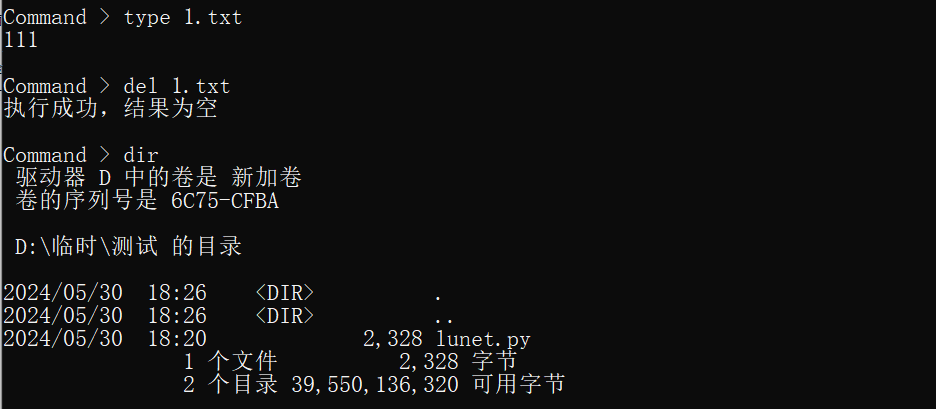 Command > type 1.txt
111
Command > del 1.txt
执行成功，结果为空
Command > dir
驱动器 D 中的卷是 新加卷
卷的序列号是 6C75-CFBA
D:\临时\测试 的目录
2024/05/30  18:26    <DIR>          .
2024/05/30  18:26    <DIR>          ..
2024/05/30  18:20             2,328 lunet.py
1 个文件          2,328 字节
2 个目录 39,550,136,320 可用字节